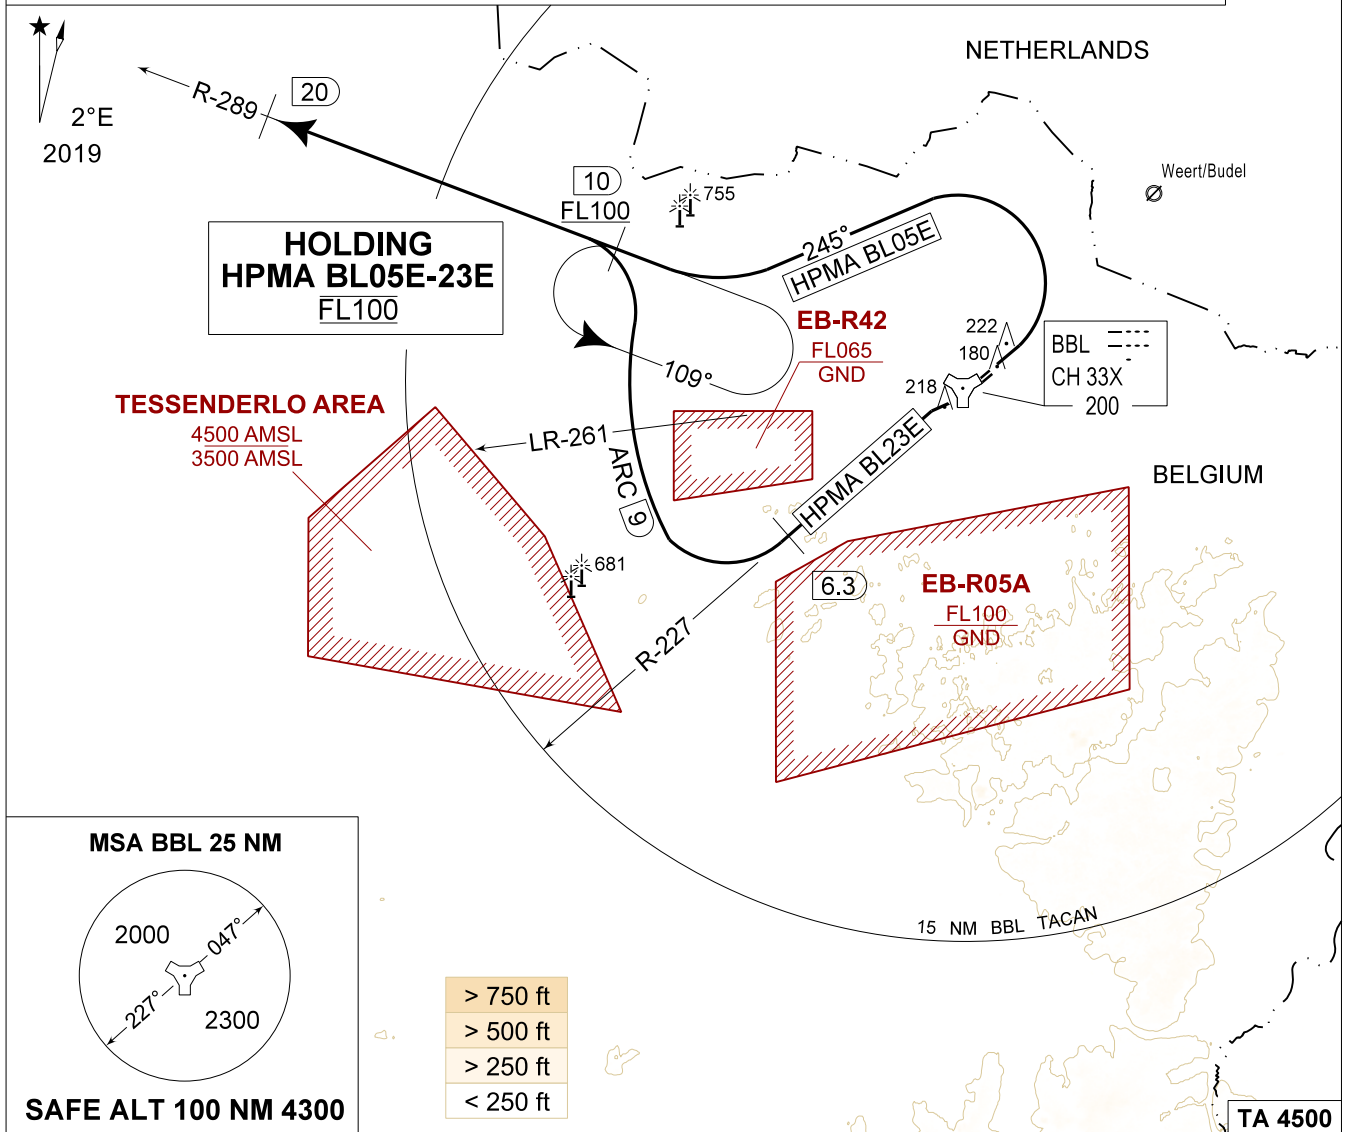 NETHERLANDS
2°E
2019
R-289
20
10
FL100
755
Weert/Budel
HOLDING
HPMA BL05E-23E
FL100
245°
HPMA BL05E
EB-R42
FL065
GND
109°
222
180
218
BBL
CH 33X
200
TESSENDERLO AREA
4500 AMSL
3500 AMSL
LR-261
ARC 9
HPMA BL23E
BELGIUM
681
6.3
EB-R05A
FL100
GND
R-227
15 NM BBL TACAN
MSA BBL 25 NM
2000
047°
227°
2300
SAFE ALT 100 NM 4300
> 750 ft
> 500 ft
> 250 ft
< 250 ft
TA 4500